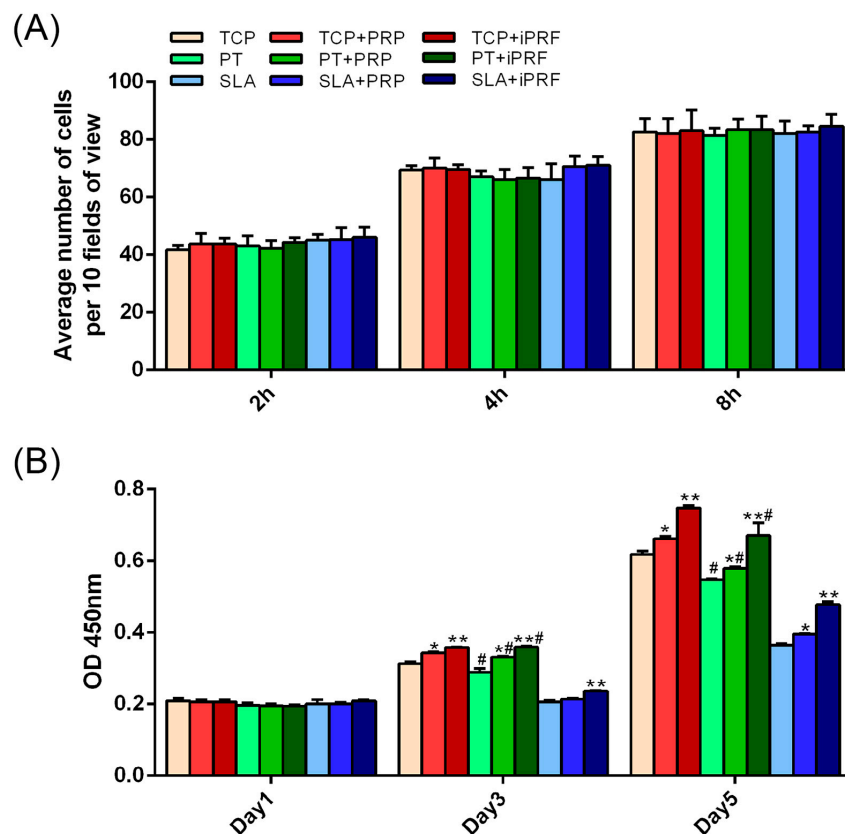 (A)
TCP TCP+PRP TCP+iPRF
PT PT+PRP PT+iPRF
SLA SLA+PRP SLA+iPRF
Average number of cells
per 10 fields of view
100
80
60
40
20
0
2h 4h 8h
(B)
OD 450nm
0.8
0.6
0.4
0.2
0.0
** **#
* # *# * **
* ** # *# **# **
Day1 Day3 Day5